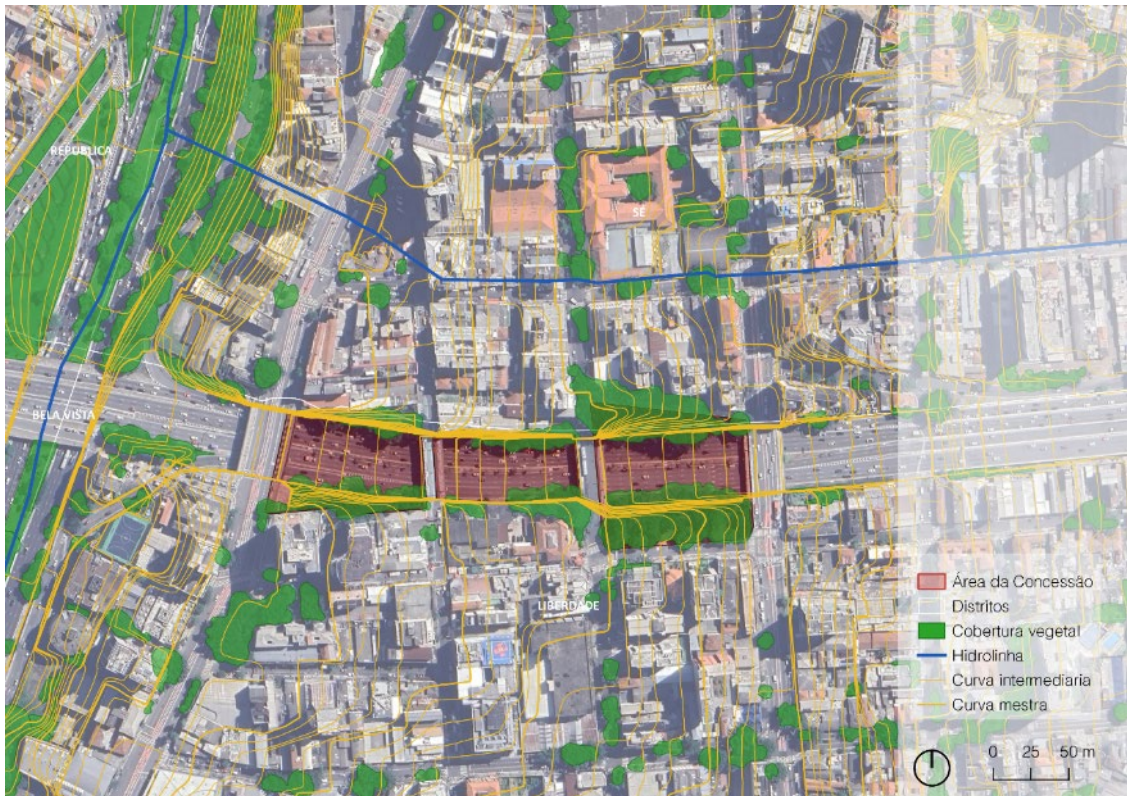 REPÚBLICA
SÉ
BELA VISTA
LIBERDADE
Área da Concessão
Distritos
Cobertura vegetal
Hidrolinha
Curva intermediaria
Curva mestra
0 25 50 m